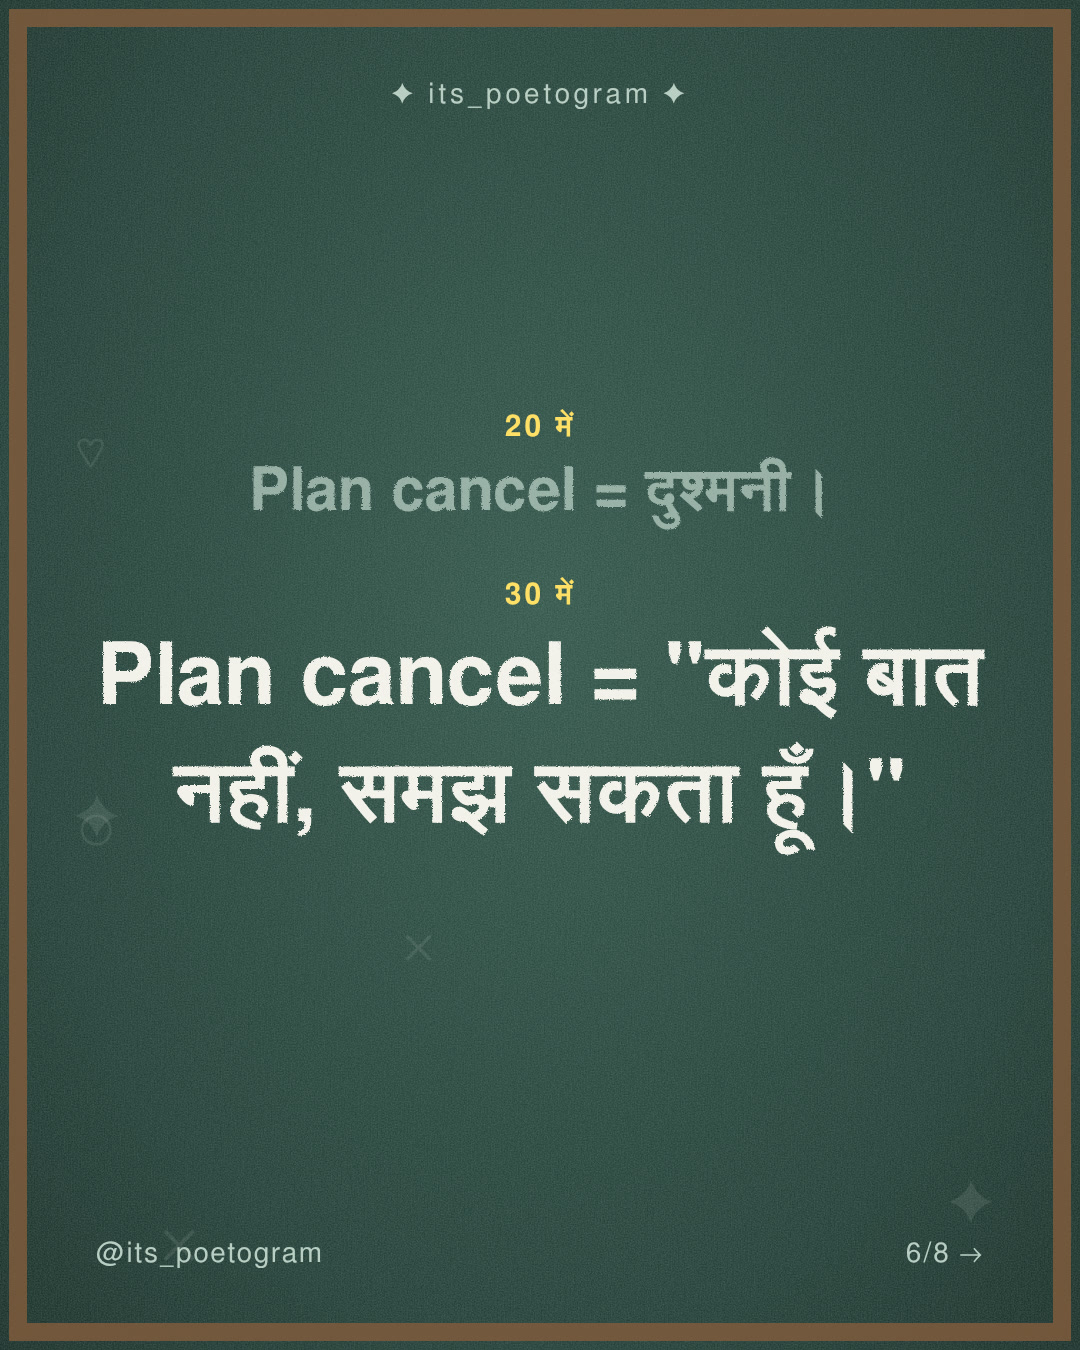 ✦ its_poetogram ✦
20 में
Plan cancel = दुश्मनी।
30 में
Plan cancel = "कोई बात
नहीं, समझ सकता हूँ।"
@its_poetogram
6/8 →